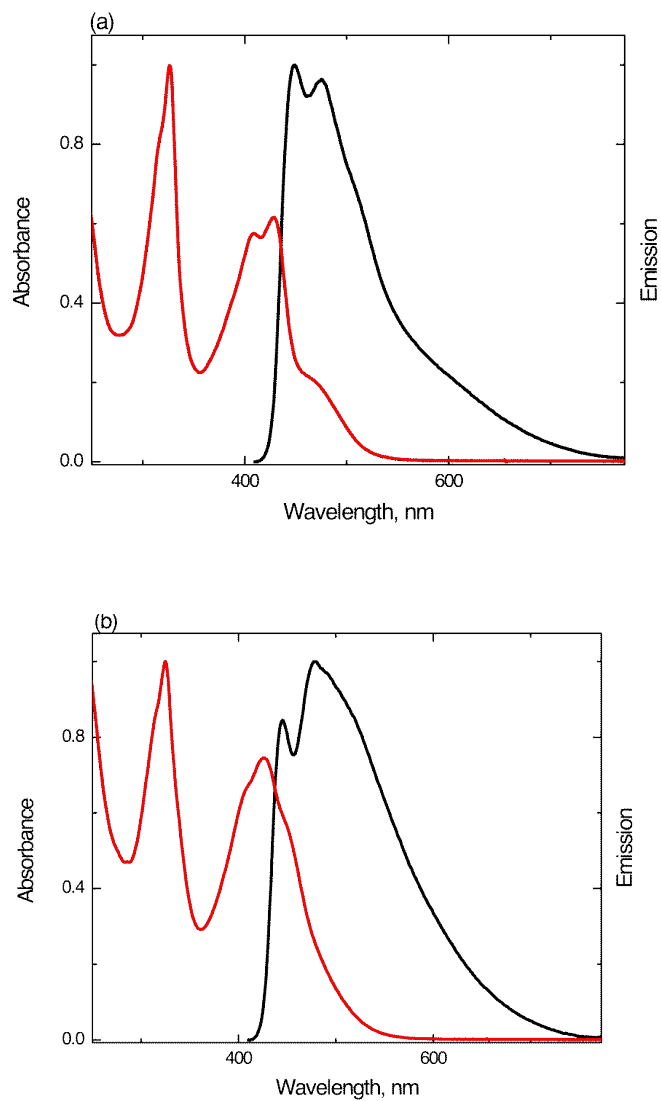 (a)
0.8
0.4
0.0
Absorbance
Emission
400
600
Wavelength, nm
(b)
0.8
0.4
0.0
Absorbance
Emission
400
600
Wavelength, nm